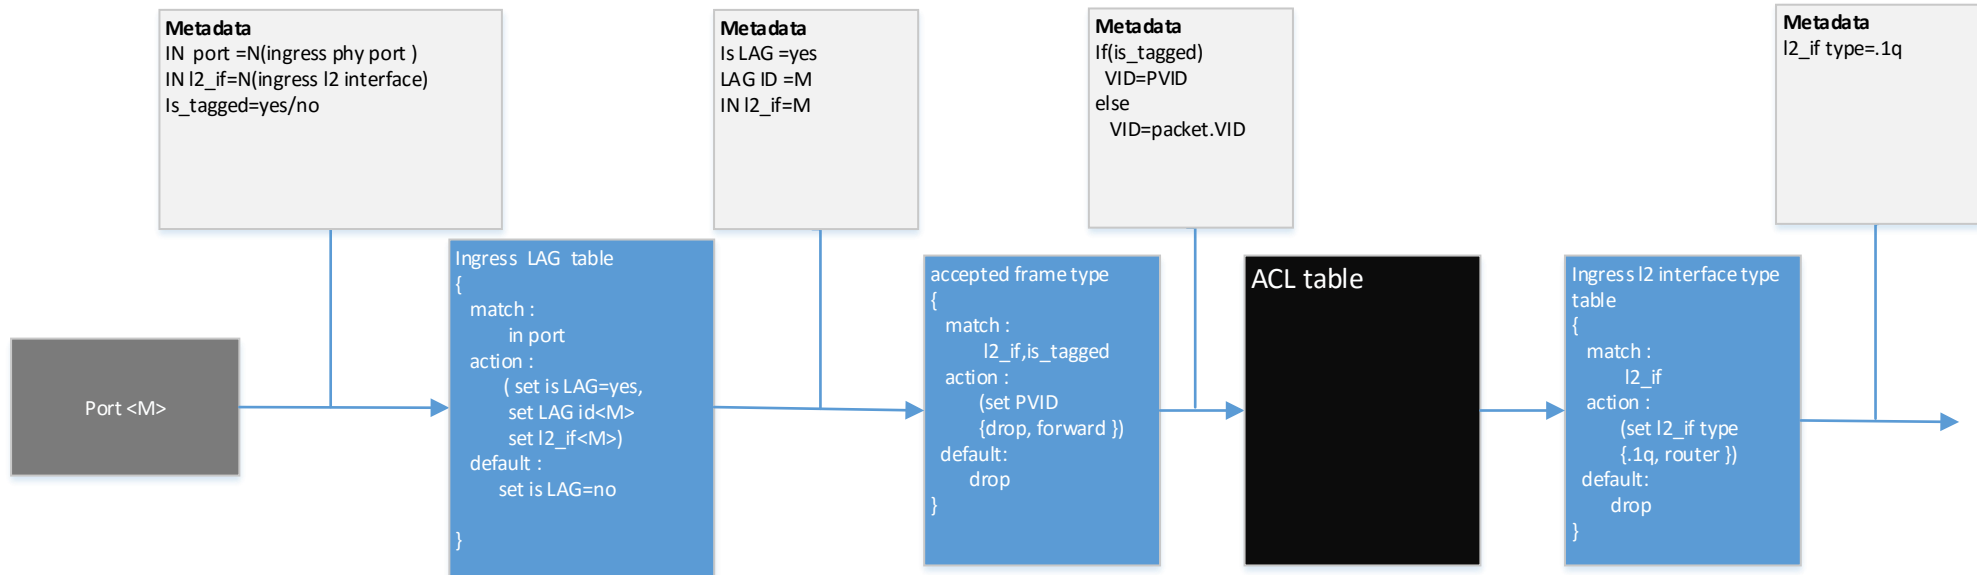 Metadata
IN port =N(ingress phy port )
IN l2_if=N(ingress l2 interface)
Is_tagged=yes/no
Metadata
Is LAG =yes
LAG ID =M
IN l2_if=M
Metadata
If(is_tagged)
VID=PVID
else
VID=packet.VID
Metadata
l2_if type=.1q
Port <M>
Ingress LAG table
{
match :
in port
action :
( set is LAG=yes,
set LAG id<M>
set l2_if<M>)
default :
set is LAG=no
}
accepted frame type
{
match :
l2_if,is_tagged
action :
(set PVID
{drop, forward })
default:
drop
}
ACL table
Ingress l2 interface type
table
{
match :
l2_if
action :
(set l2_if type
{.1q, router })
default:
drop
}